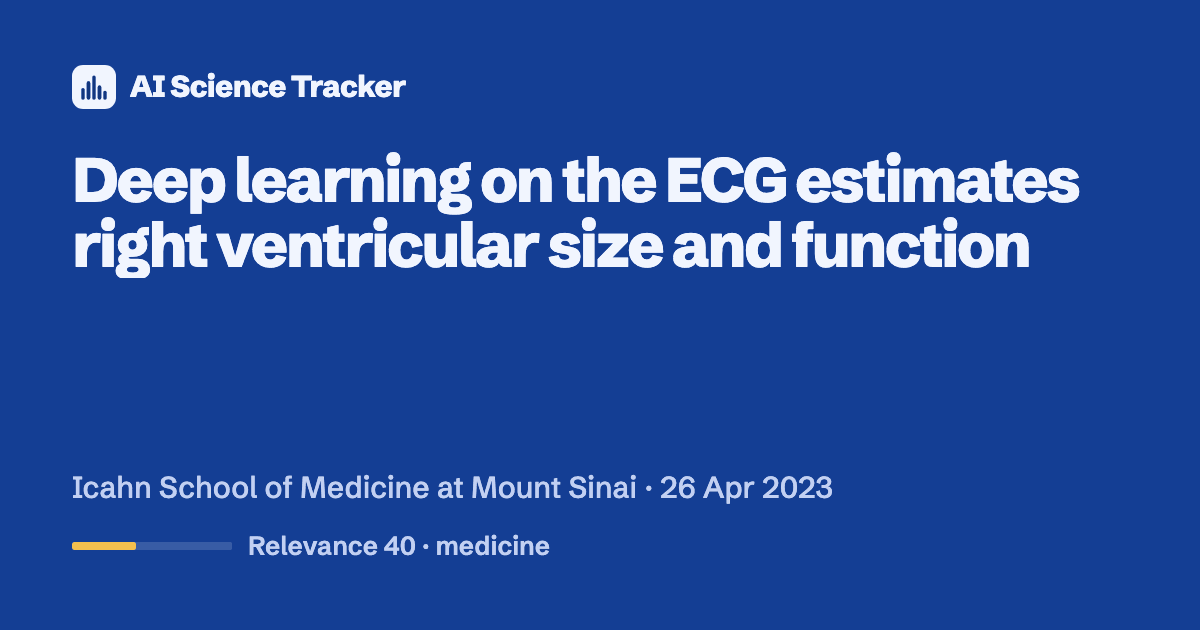 AI Science Tracker
Deep learning on the ECG estimates
right ventricular size and function
Icahn School of Medicine at Mount Sinai · 26 Apr 2023
Relevance 40 · medicine